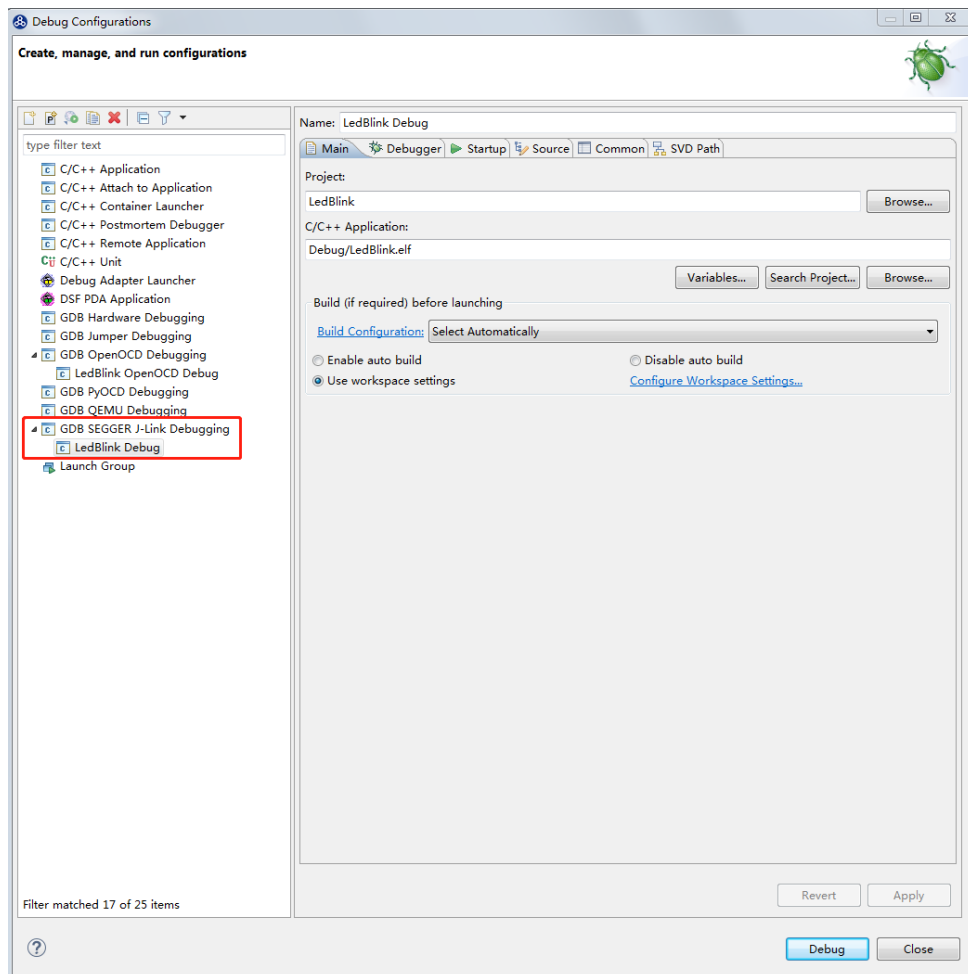 Debug Configurations
Create, manage, and run configurations
type filter text
C/C++ Application
C/C++ Attach to Application
C/C++ Container Launcher
C/C++ Postmortem Debugger
C/C++ Remote Application
C/C++ Unit
Debug Adapter Launcher
DSF PDA Application
GDB Hardware Debugging
GDB Jumper Debugging
GDB OpenOCD Debugging
LedBlink OpenOCD Debug
GDB PyOCD Debugging
GDB QEMU Debugging
GDB SEGGER J-Link Debugging
LedBlink Debug
Launch Group
Filter matched 17 of 25 items
Name: LedBlink Debug
Main Debugger Startup Source Common SVD Path
Project:
LedBlink Browse...
C/C++ Application:
Debug/LedBlink.elf
Variables... Search Project... Browse...
Build (if required) before launching
Build Configuration: Select Automatically
Enable auto build Disable auto build
Use workspace settings Configure Workspace Settings...
Revert Apply
Debug Close